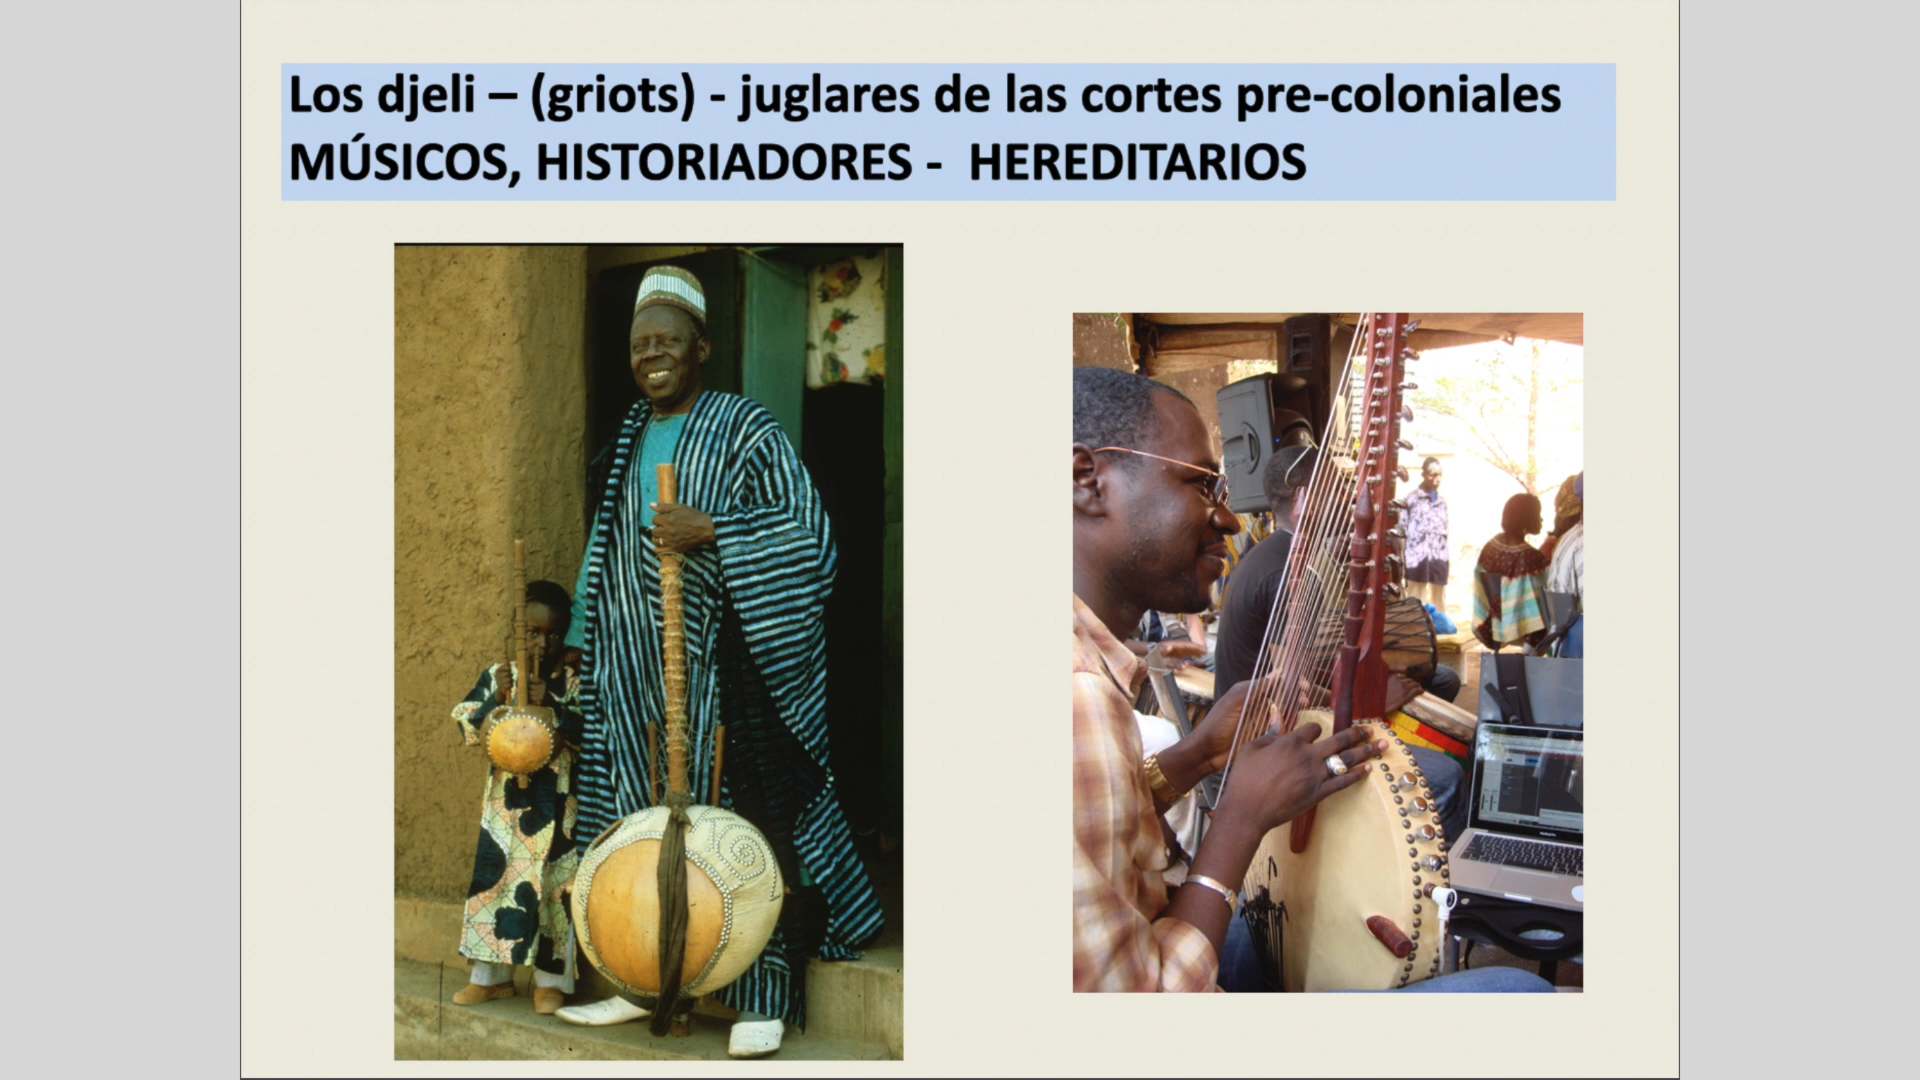 Los djeli – (griots) - juglares de las cortes pre-coloniales
MÚSICOS, HISTORIADORES -  HEREDITARIOS